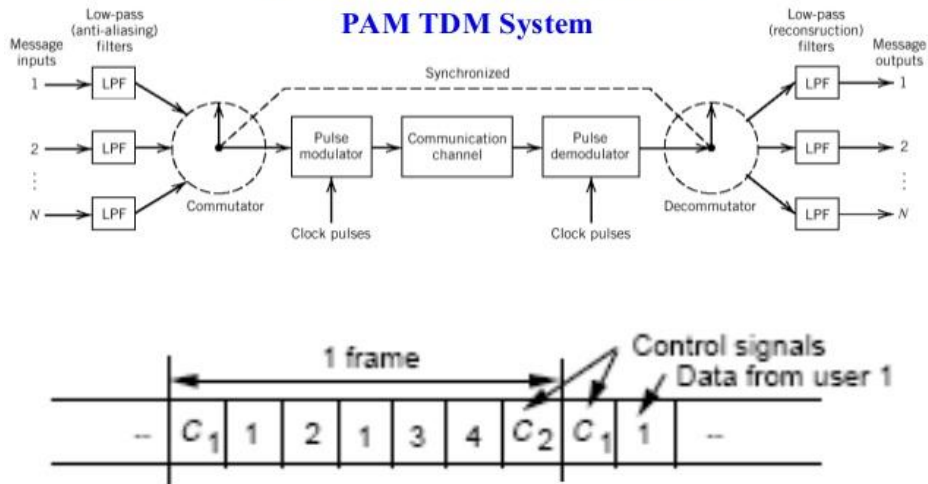 PAM TDM System
Low-pass
(anti-aliasing)
filters
Message
inputs
1
LPF
2
LPF
⋮
N
LPF
Commutator
Synchronized
Pulse
modulator
Clock pulses
Communication
channel
Pulse
demodulator
Clock pulses
Decommutator
Low-pass
(reconsruction)
filters
Message
outputs
LPF
1
LPF
2
⋮
LPF
N
1 frame
Control signals
Data from user 1
-- C1 1 2 1 3 4 C2 C1 1 --